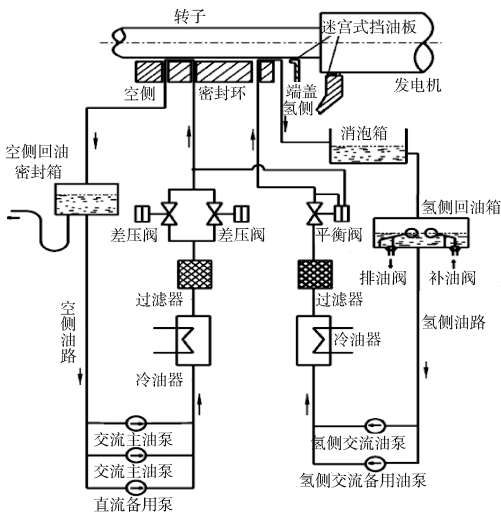 转子
迷宫式挡油板
发电机
空侧
密封环
端盖
氢侧
消泡箱
空侧回油
密封箱
氢侧回油箱
差压阀
差压阀
平衡阀
排油阀
补油阀
过滤器
过滤器
空侧油路
氢侧油路
冷油器
冷油器
交流主油泵
氢侧交流油泵
交流主油泵
氢侧交流备用油泵
直流备用泵